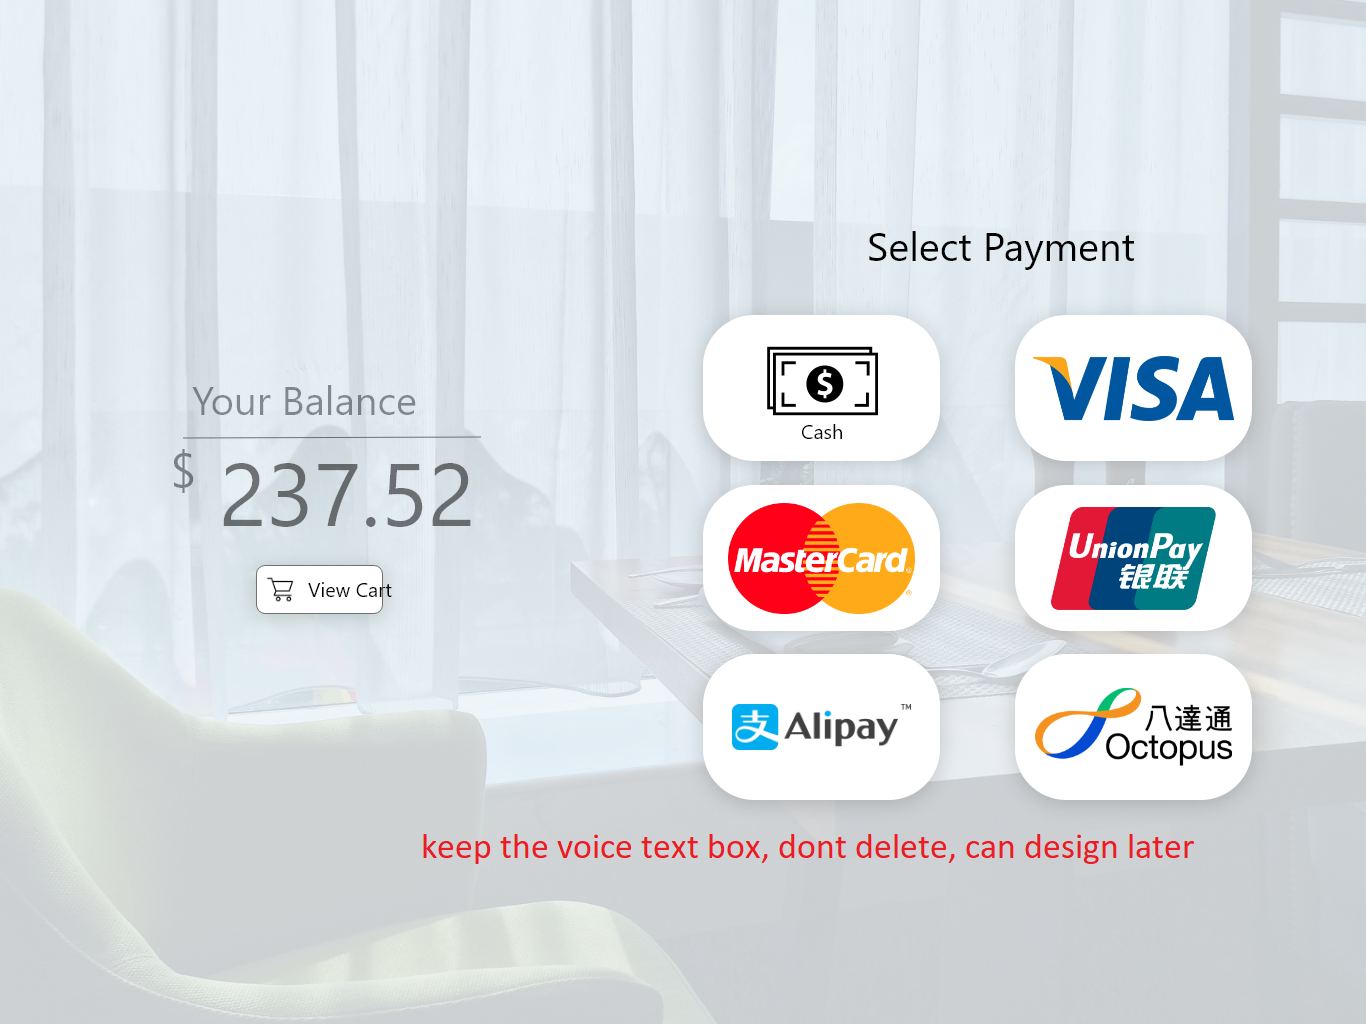 Select Payment
Your Balance
$ 237.52
View Cart
$
Cash
VISA
MasterCard®
®
UnionPay
银联
支 Alipay™
八達通
Octopus
keep the voice text box, dont delete, can design later